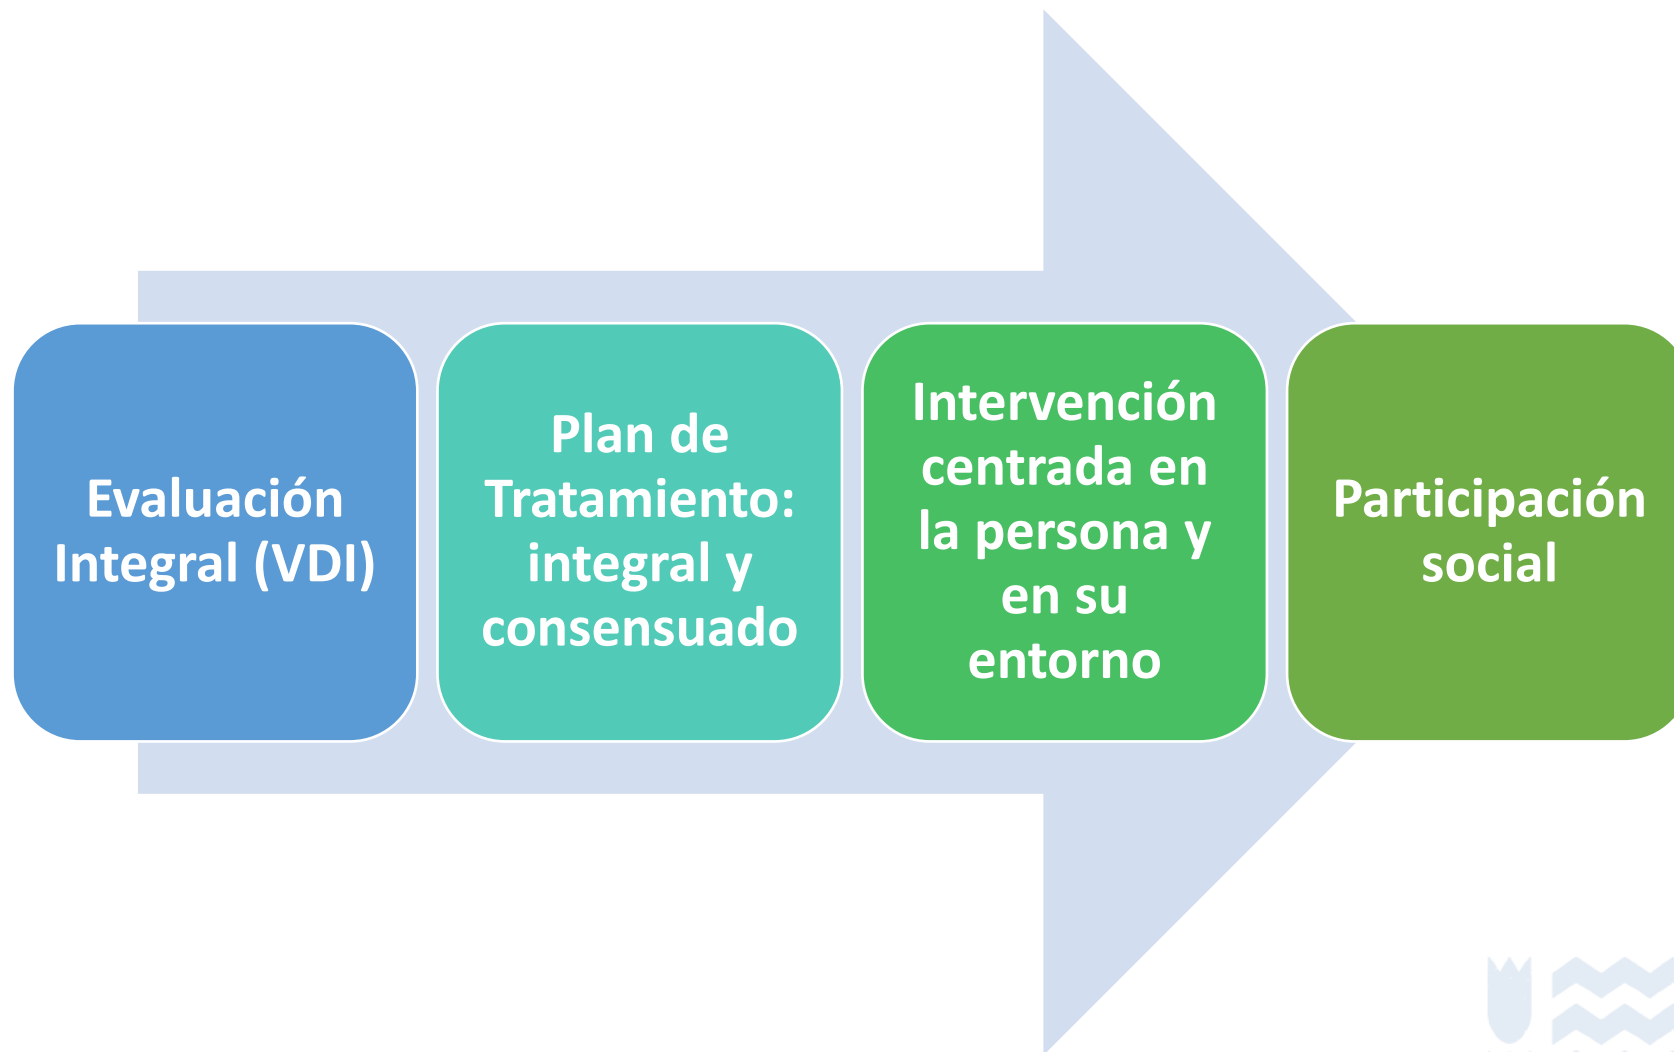 Evaluación
Integral (VDI)
Plan de
Tratamiento:
integral y
consensuado
Intervención
centrada en
la persona y
en su
entorno
Participación
social